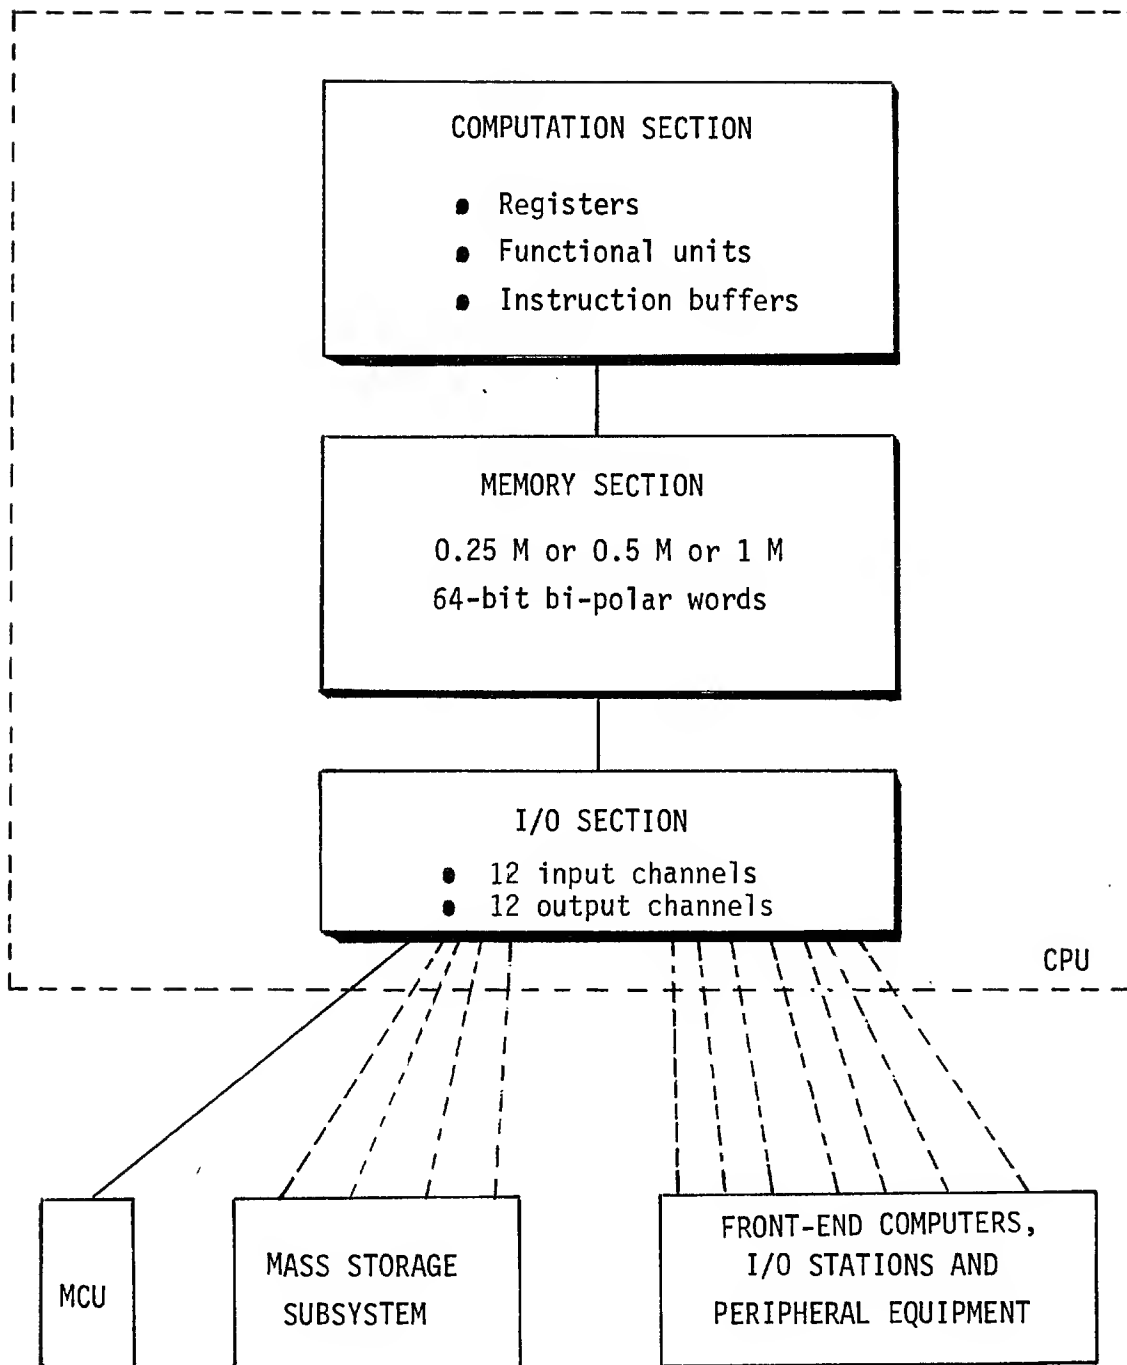 COMPUTATION SECTION
● Registers
● Functional units
● Instruction buffers
MEMORY SECTION
0.25 M or 0.5 M or 1 M
64-bit bi-polar words
I/O SECTION
● 12 input channels
● 12 output channels
CPU
MCU
MASS STORAGE
SUBSYSTEM
FRONT-END COMPUTERS,
I/O STATIONS AND
PERIPHERAL EQUIPMENT